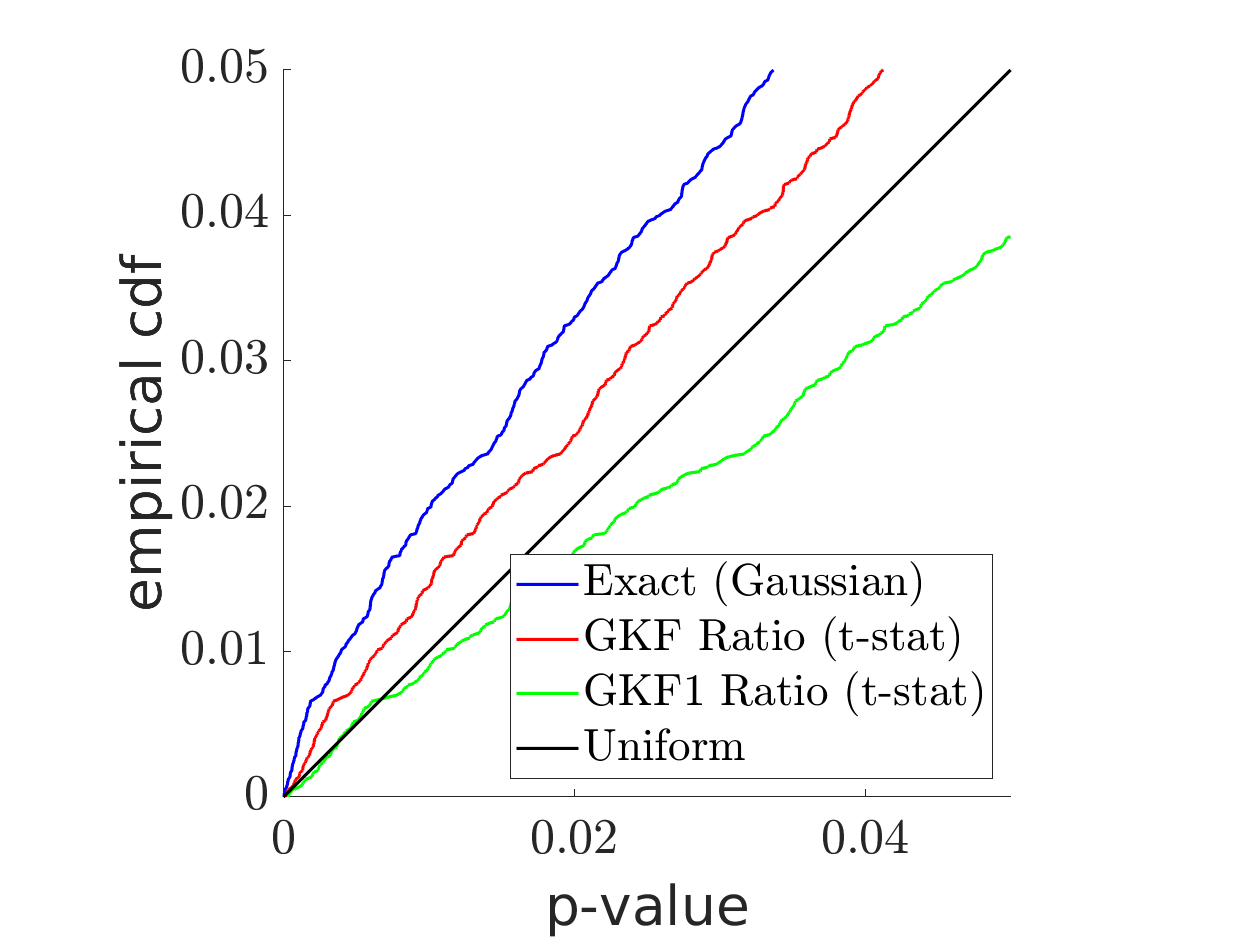 0.05
0.04
0.03
0.02
0.01
0
empirical cdf
Exact (Gaussian)
GKF Ratio (t-stat)
GKF1 Ratio (t-stat)
Uniform
0 0.02 0.04
p-value